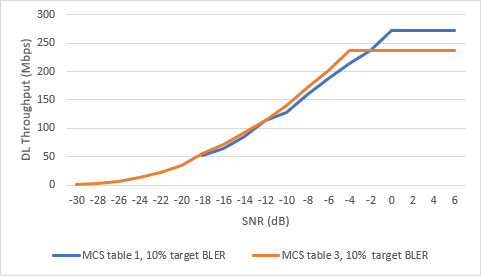 300
250
200
150
100
50
0
DL Throughput (Mbps)
-30 -28 -26 -24 -22 -20 -18 -16 -14 -12 -10 -8 -6 -4 -2 0 2 4 6
SNR (dB)
MCS table 1, 10% target BLER MCS table 3, 10% target BLER